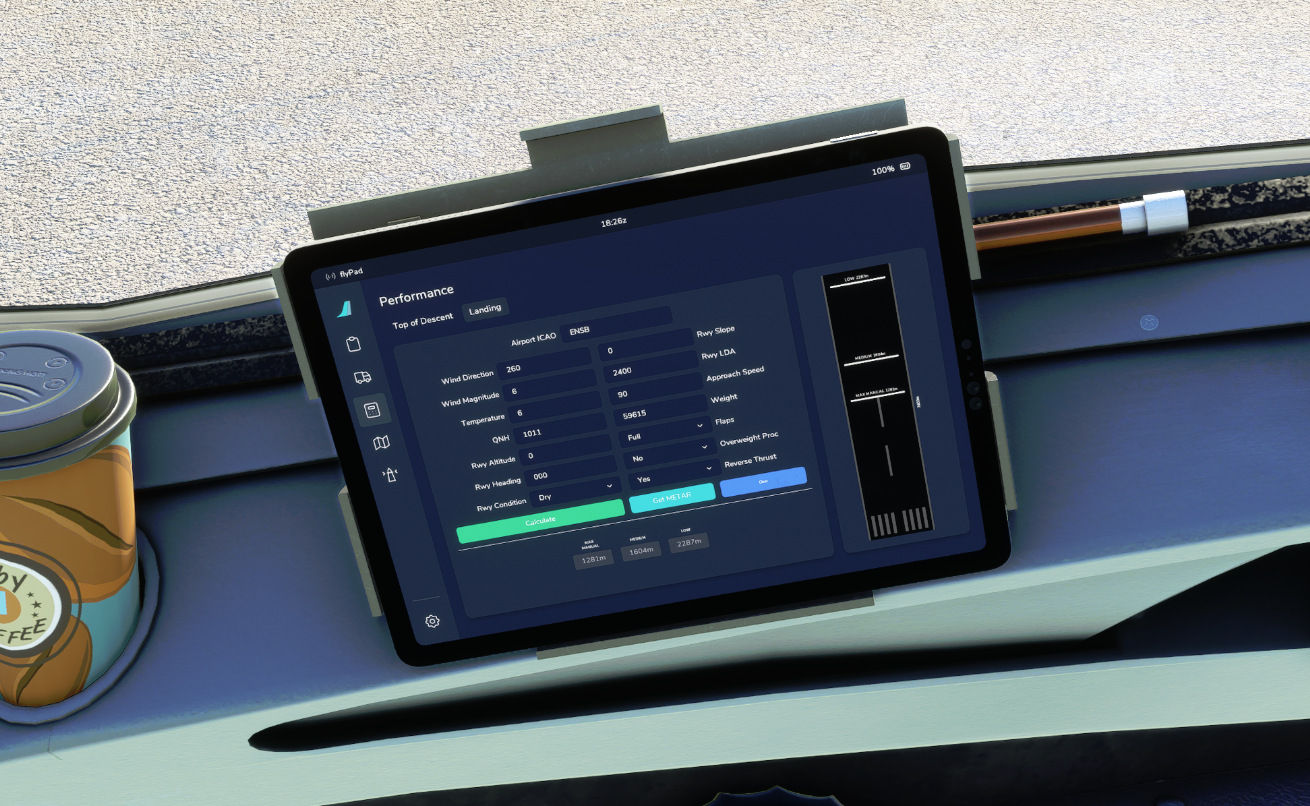 18:26z
100%
flyPad
Performance
Top of Descent Landing
Airport ICAO ENSB
Wind Direction 260 0 Rwy Slope
Wind Magnitude 6 2400 Rwy LDA
Temperature 6 90 Approach Speed
QNH 1011 59615 Weight
Rwy Altitude 0 Full Flaps
Rwy Heading 000 No Overweight Proc
Rwy Condition Dry Yes Reverse Thrust
Calculate Get METAR Clear
MAX MANUAL MEDIUM LOW
1281m 1604m 2287m
LOW 2287m
MEDIUM 1604m
MAX MANUAL 1281m
FFEE